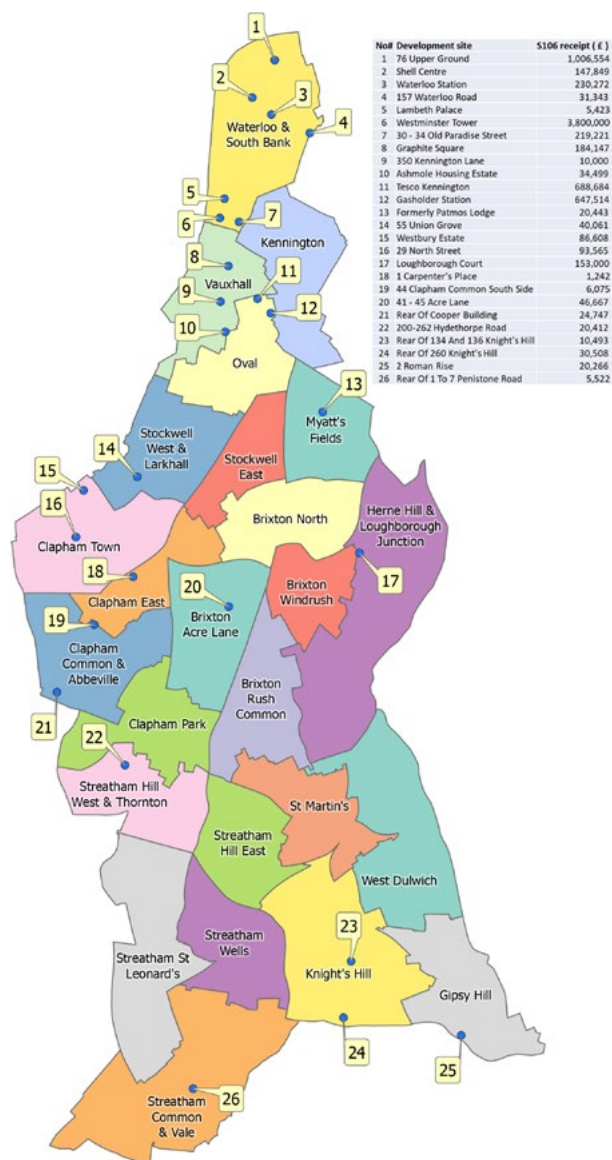 No# Development site S106 receipt ( £ )
1 76 Upper Ground 1,006,554
2 Shell Centre 147,849
3 Waterloo Station 230,272
4 157 Waterloo Road 31,343
5 Lambeth Palace 5,423
6 Westminster Tower 3,800,000
7 30 - 34 Old Paradise Street 219,221
8 Graphite Square 184,147
9 350 Kennington Lane 10,000
10 Ashmole Housing Estate 34,499
11 Tesco Kennington 688,684
12 Gasholder Station 647,514
13 Formerly Patmos Lodge 20,443
14 55 Union Grove 40,061
15 Westbury Estate 86,608
16 29 North Street 93,565
17 Loughborough Court 153,000
18 1 Carpenter's Place 1,242
19 44 Clapham Common South Side 6,075
20 41 - 45 Acre Lane 46,667
21 Rear Of Cooper Building 24,747
22 200-262 Hydethorpe Road 20,412
23 Rear Of 134 And 136 Knight's Hill 10,493
24 Rear Of 260 Knight's Hill 30,508
25 2 Roman Rise 20,266
26 Rear Of 1 To 7 Penistone Road 5,522
1
2
3
Waterloo &
South Bank
4
5
6
7
Kennington
8
Vauxhall
11
9
12
10
Oval
13
Myatt's
Fields
Stockwell
West &
Larkhall
14
Stockwell
East
15
16
Clapham Town
Brixton North
Herne Hill &
Loughborough
Junction
17
18
Clapham East
20
Brixton
Acre Lane
Brixton
Windrush
19
Clapham
Common &
Abbeville
21
Brixton
Rush
Common
Clapham Park
22
Streatham Hill
West & Thornton
St Martin's
Streatham
Hill East
West Dulwich
Streatham St
Leonard's
Streatham
Wells
23
Knight's Hill
Gipsy Hill
24
25
26
Streatham
Common
& Vale